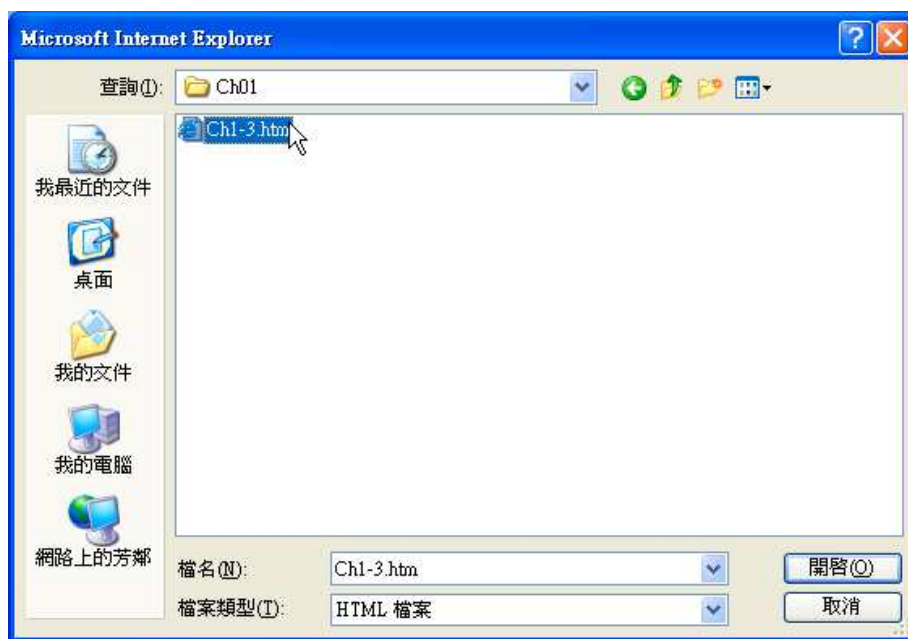 Microsoft Internet Explorer
查詢(I): Ch01
Ch1-3.htm
我最近的文件
桌面
我的文件
我的電腦
網路上的芳鄰
檔名(N): Ch1-3.htm 開啓(O)
檔案類型(T): HTML 檔案 取消